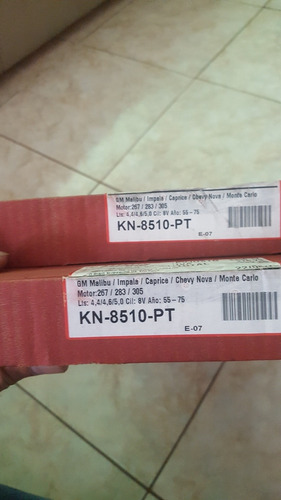 GM Malibu / Impala / Caprice / Chevy Nova / Monte Carlo
Motor:267 / 283 / 305
Lts: 4,4/4,6/5,0 Cil: 8V Año: 55 - 75
KN-8510-PT
E-07
GM Malibu / Impala / Caprice / Chevy Nova / Monte Carlo
Motor:267 / 283 / 305
Lts: 4,4/4,6/5,0 Cil: 8V Año: 55 - 75
KN-8510-PT
E-07